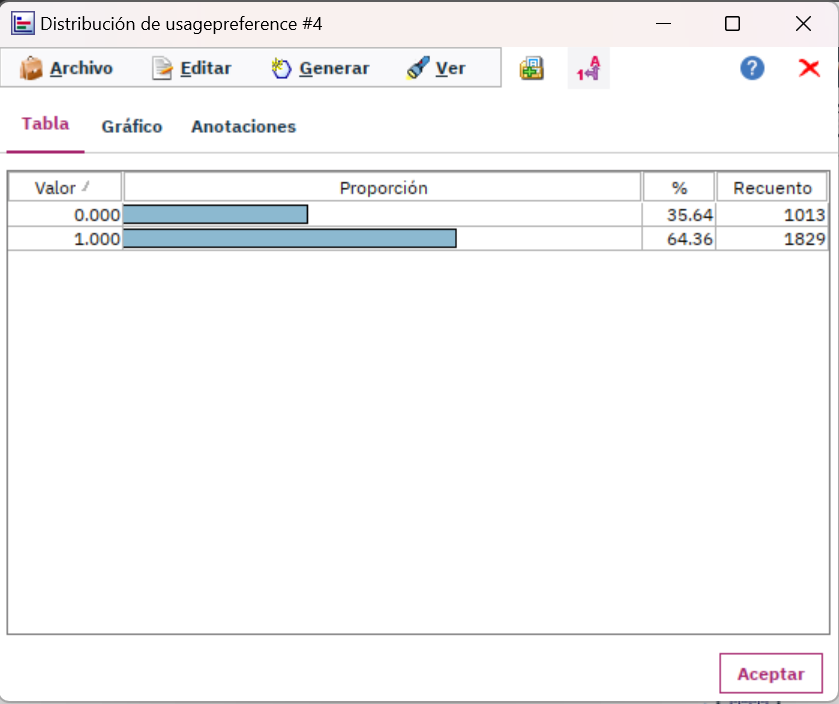 Distribución de usagepreference #4
Archivo Editar Generar Ver
Tabla Gráfico Anotaciones
Valor Proporción % Recuento
0.000 35.64 1013
1.000 64.36 1829
Aceptar